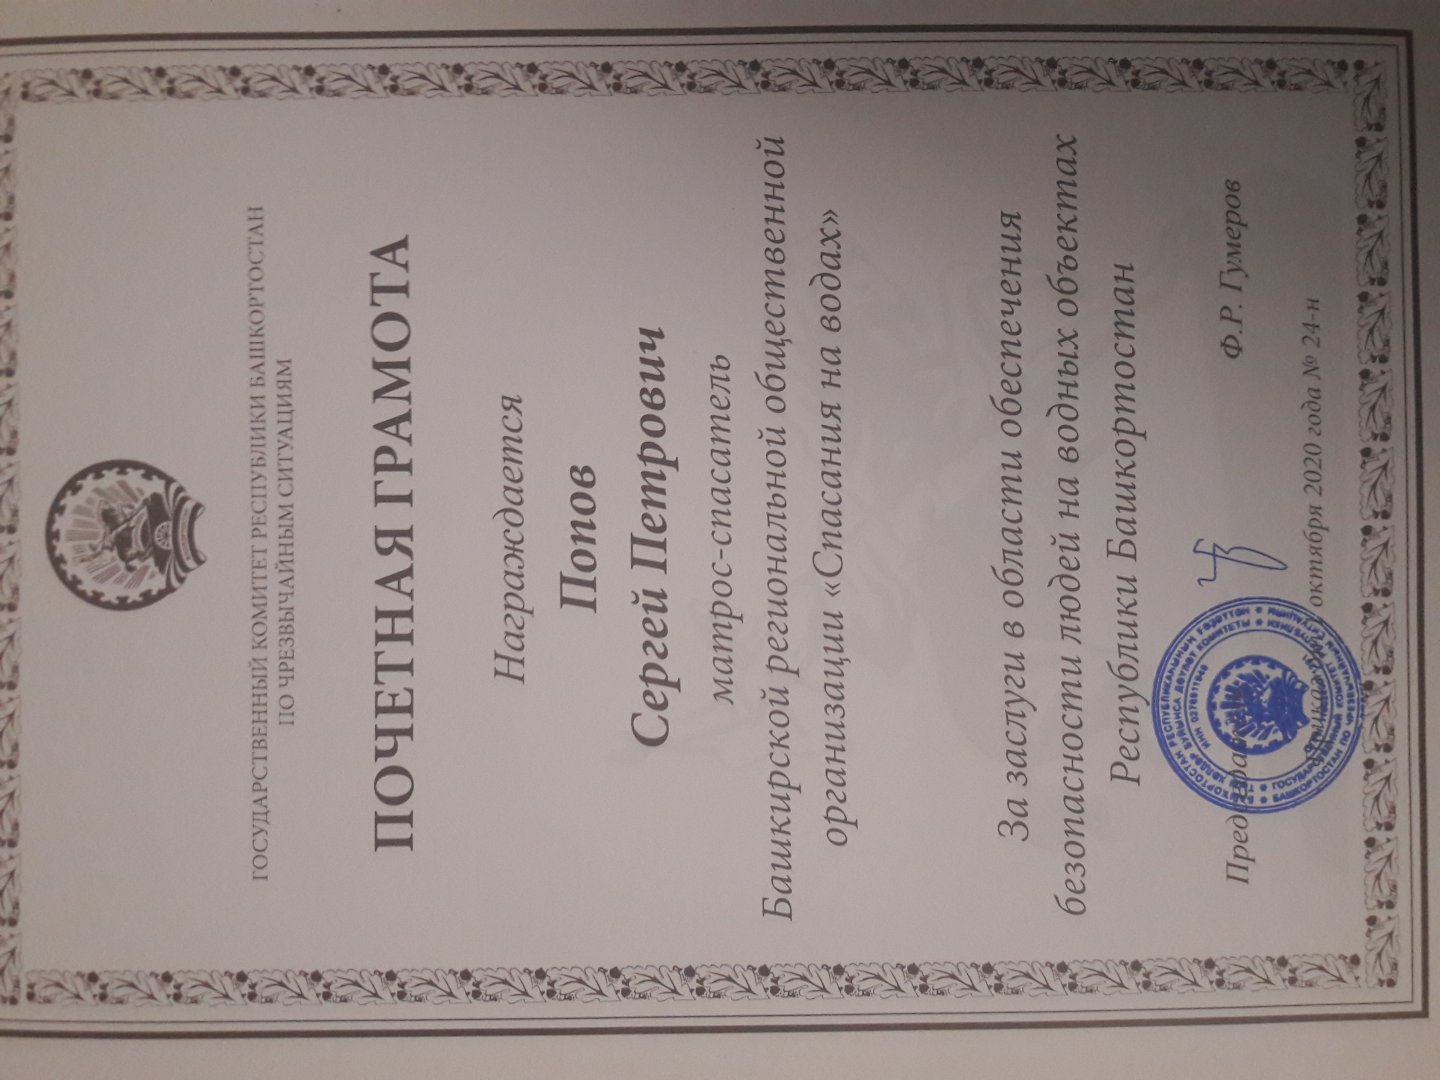 ГОСУДАРСТВЕННЫЙ КОМИТЕТ РЕСПУБЛИКИ БАШКОРТОСТАН
ПО ЧРЕЗВЫЧАЙНЫМ СИТУАЦИЯМ
ПОЧЕТНАЯ ГРАМОТА
Награждается
Попов
Сергей Петрович
матрос-спасатель
Башкирской региональной общественной
организации «Спасания на водах»
За заслуги в области обеспечения
безопасности людей на водных объектах
Республики Башкортостан
Председатель Ф.Р. Гумеров
октября 2020 года № 24-н